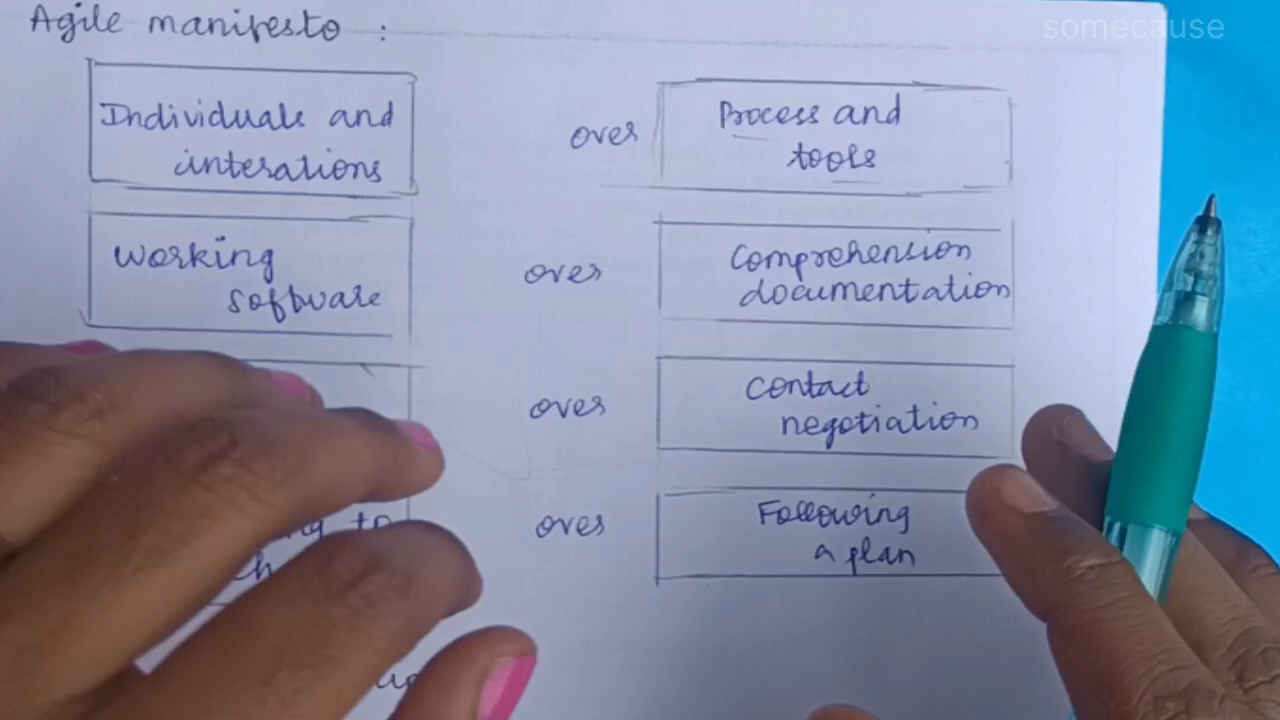 Agile manifesto :
somecause
Individuals and
interations
over
Process and
tools
Working
software
over
Comprehension
documentation
over
Contact
negotiation
to
over
Following
a plan